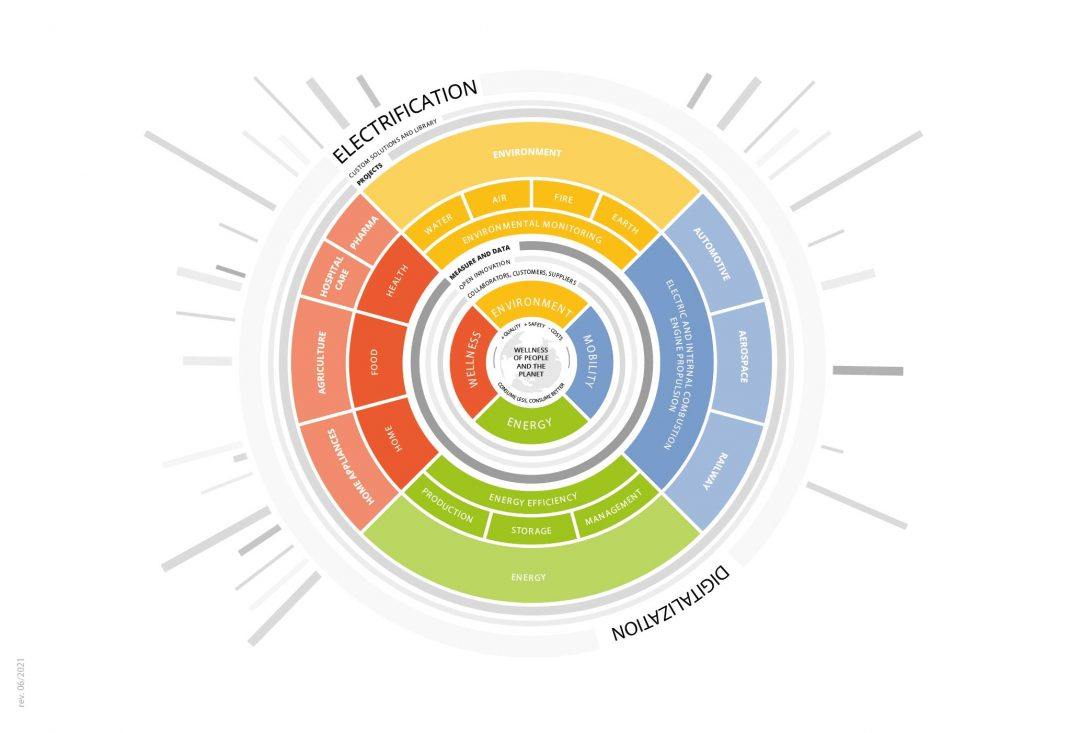 ELECTRIFICATION
CUSTOM SOLUTIONS AND LIBRARY
PROJECTS
ENVIRONMENT
WATER
AIR
FIRE
EARTH
ENVIRONMENTAL MONITORING
MEASURE AND DATA
OPEN INNOVATION
COLLABORATORS, CUSTOMERS, SUPPLIERS
PHARMA
HOSPITAL
CARE
HEALTH
AGRICULTURE
FOOD
HOME APPLIANCES
HOME
WELLNESS
ENVIRONMENT
MOBILITY
ENERGY
+ QUALITY + SAFETY - COSTS
WELLNESS
OF PEOPLE
AND THE
PLANET
CONSUME LESS, CONSUME BETTER
ELECTRIC AND INTERNAL COMBUSTION
ENGINE PROPULSION
AUTOMOTIVE
AEROSPACE
RAILWAY
ENERGY EFFICIENCY
PRODUCTION
STORAGE
MANAGEMENT
ENERGY
DIGITALIZATION
rev. 06/2021